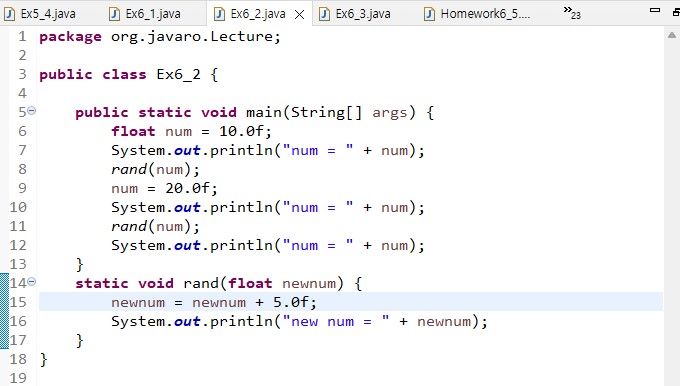 Ex5_4.java Ex6_1.java Ex6_2.java Ex6_3.java Homework6_5.... »23
1 package org.javaro.Lecture;
2
3 public class Ex6_2 {
4
5 public static void main(String[] args) {
6 float num = 10.0f;
7 System.out.println("num = " + num);
8 rand(num);
9 num = 20.0f;
10 System.out.println("num = " + num);
11 rand(num);
12 System.out.println("num = " + num);
13 }
14 static void rand(float newnum) {
15 newnum = newnum + 5.0f;
16 System.out.println("new num = " + newnum);
17 }
18 }
19